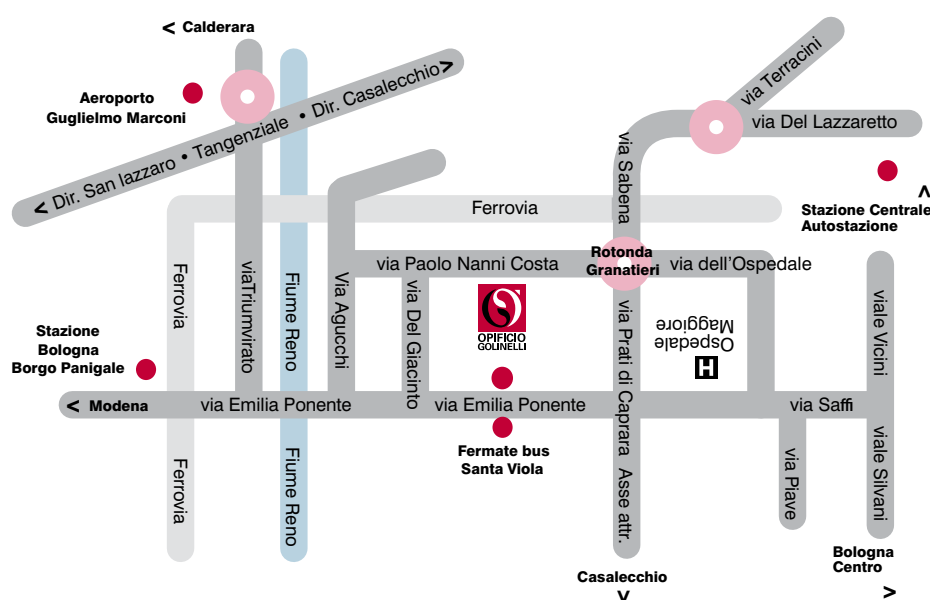 < Calderara
Aeroporto
Guglielmo Marconi
< Dir. San lazzaro • Tangenziale • Dir. Casalecchio >
via Terracini
via Del Lazzaretto
via Sabena
Stazione Centrale
Autostazione
Ferrovia
Ferrovia
viaTriumvirato
Fiume Reno
Via Agucchi
via Paolo Nanni Costa
Rotonda
Granatieri
via dell'Ospedale
via Del Giacinto
OPIFICIO
GOLINELLI
via Prati di Caprara Asse attr.
Ospedale
Maggiore
H
viale Vicini
Stazione
Bologna
Borgo Panigale
< Modena
via Emilia Ponente
via Emilia Ponente
via Saffi
Fermate bus
Santa Viola
Ferrovia
Fiume Reno
via Piave
viale Silvani
Bologna
Centro
>
Casalecchio